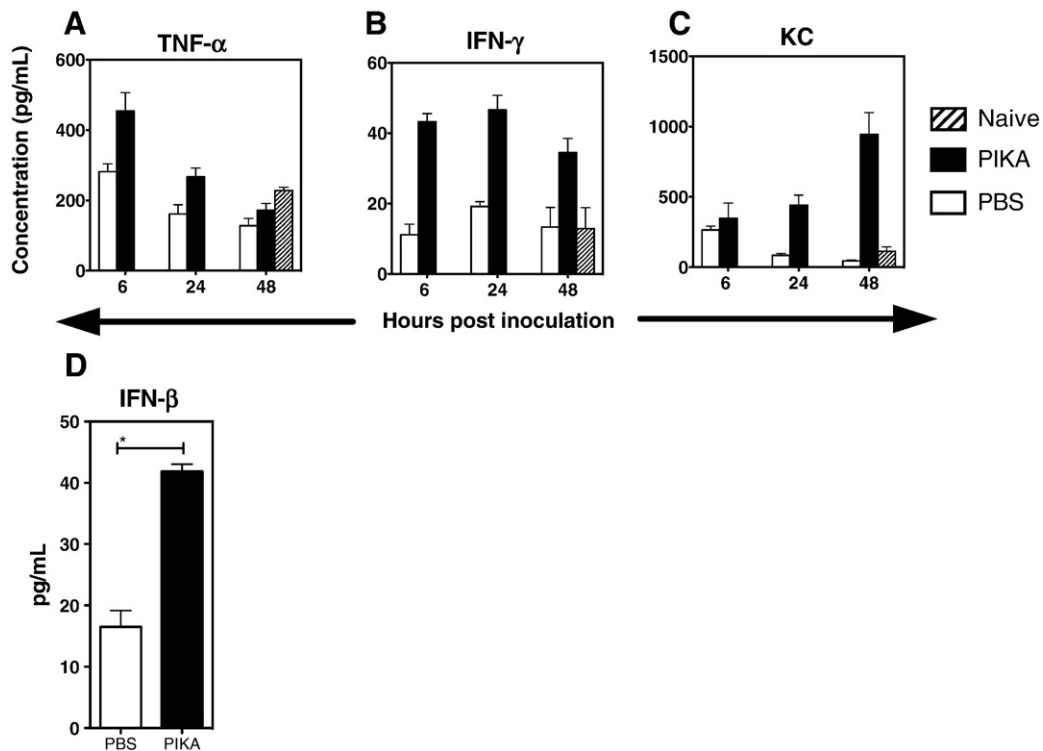 A
TNF-α
Concentration (pg/mL)
600
400
200
0
6 24 48
B
IFN-γ
60
40
20
0
6 24 48
C
KC
1500
1000
500
0
6 24 48
Naive
PIKA
PBS
Hours post inoculation
D
IFN-β
pg/mL
50
40
30
20
10
0
*
PBS PIKA